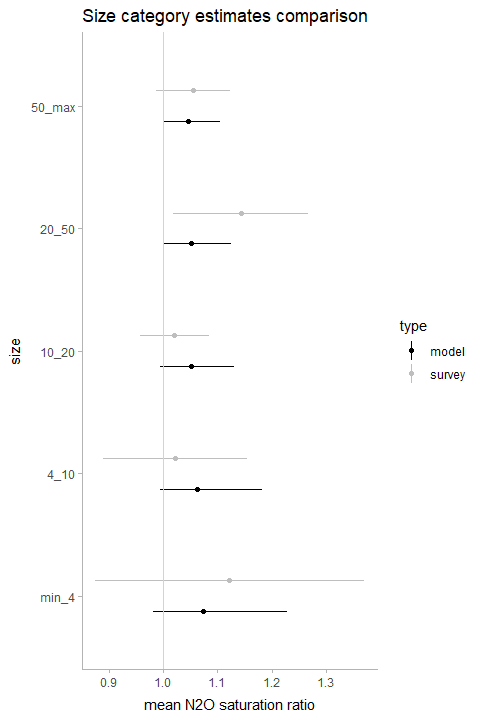 Size category estimates comparison
50_max
20_50
10_20
4_10
min_4
size
0.9 1.0 1.1 1.2 1.3
mean N2O saturation ratio
type
model
survey